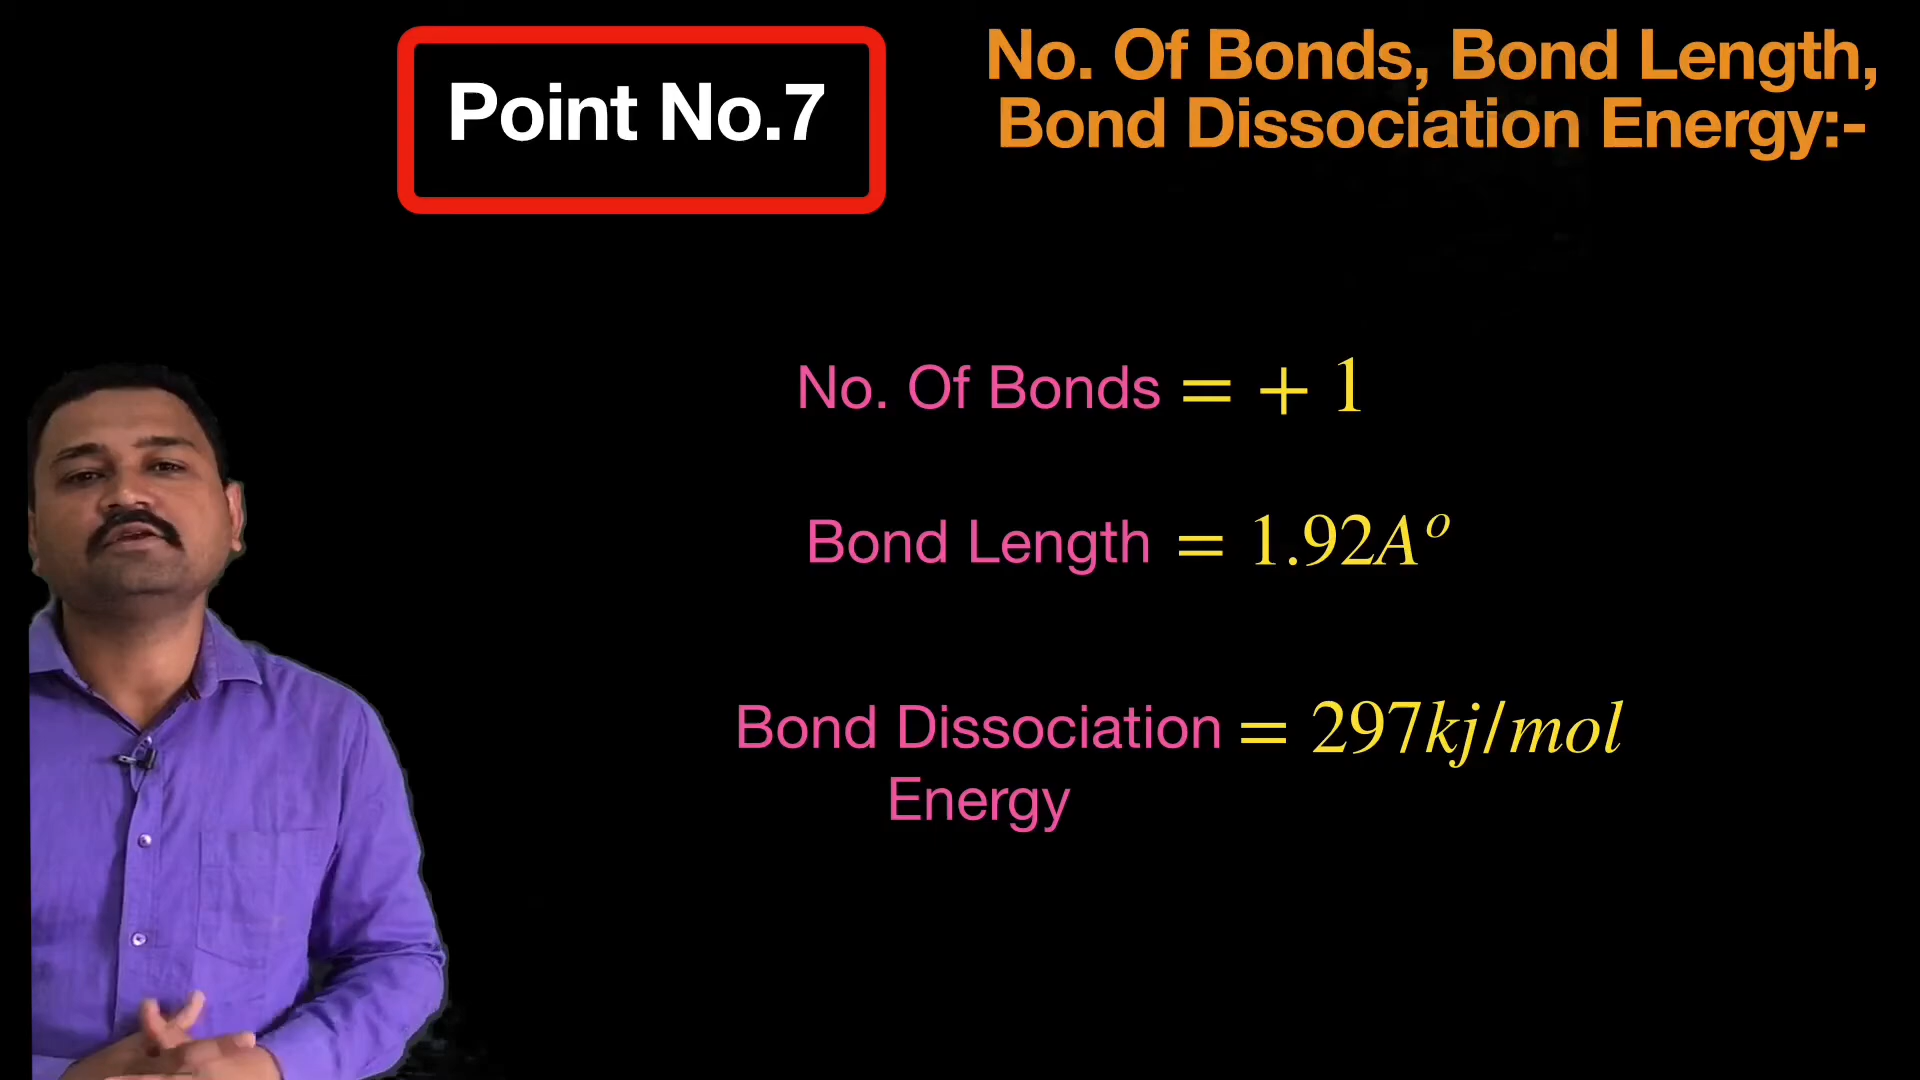 Point No.7
No. Of Bonds, Bond Length,
Bond Dissociation Energy:-
No. Of Bonds = + 1
Bond Length = 1.92Aº
Bond Dissociation = 297kj/mol
Energy